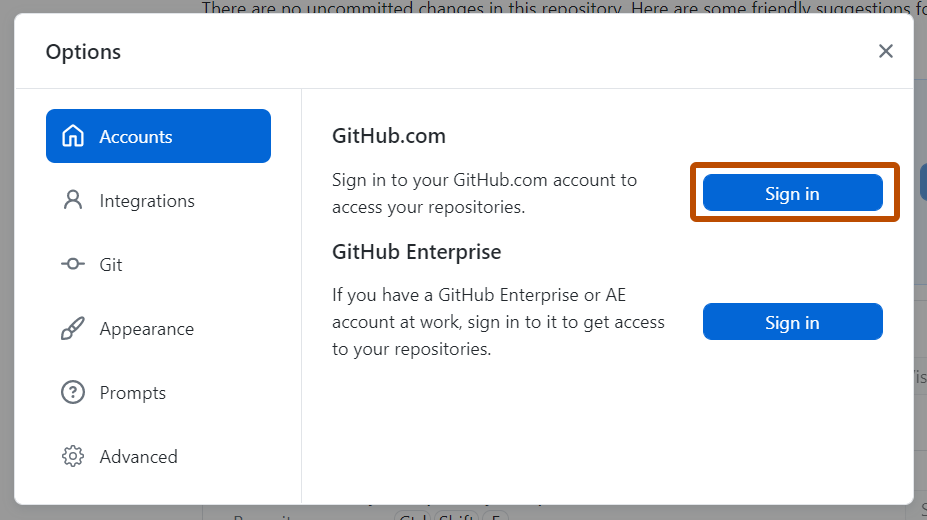 There are no uncommitted changes in this repository. Here are some friendly suggestions fo
Options
Accounts
Integrations
Git
Appearance
Prompts
Advanced
GitHub.com
Sign in to your GitHub.com account to
access your repositories.
Sign in
GitHub Enterprise
If you have a GitHub Enterprise or AE
account at work, sign in to it to get access
to your repositories.
Sign in
Ctrl Shift F